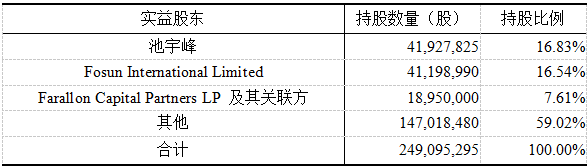 实益股东 持股数量（股） 持股比例
池宇峰 41,927,825 16.83%
Fosun International Limited 41,198,990 16.54%
Farallon Capital Partners LP 及其关联方 18,950,000 7.61%
其他 147,018,480 59.02%
合计 249,095,295 100.00%